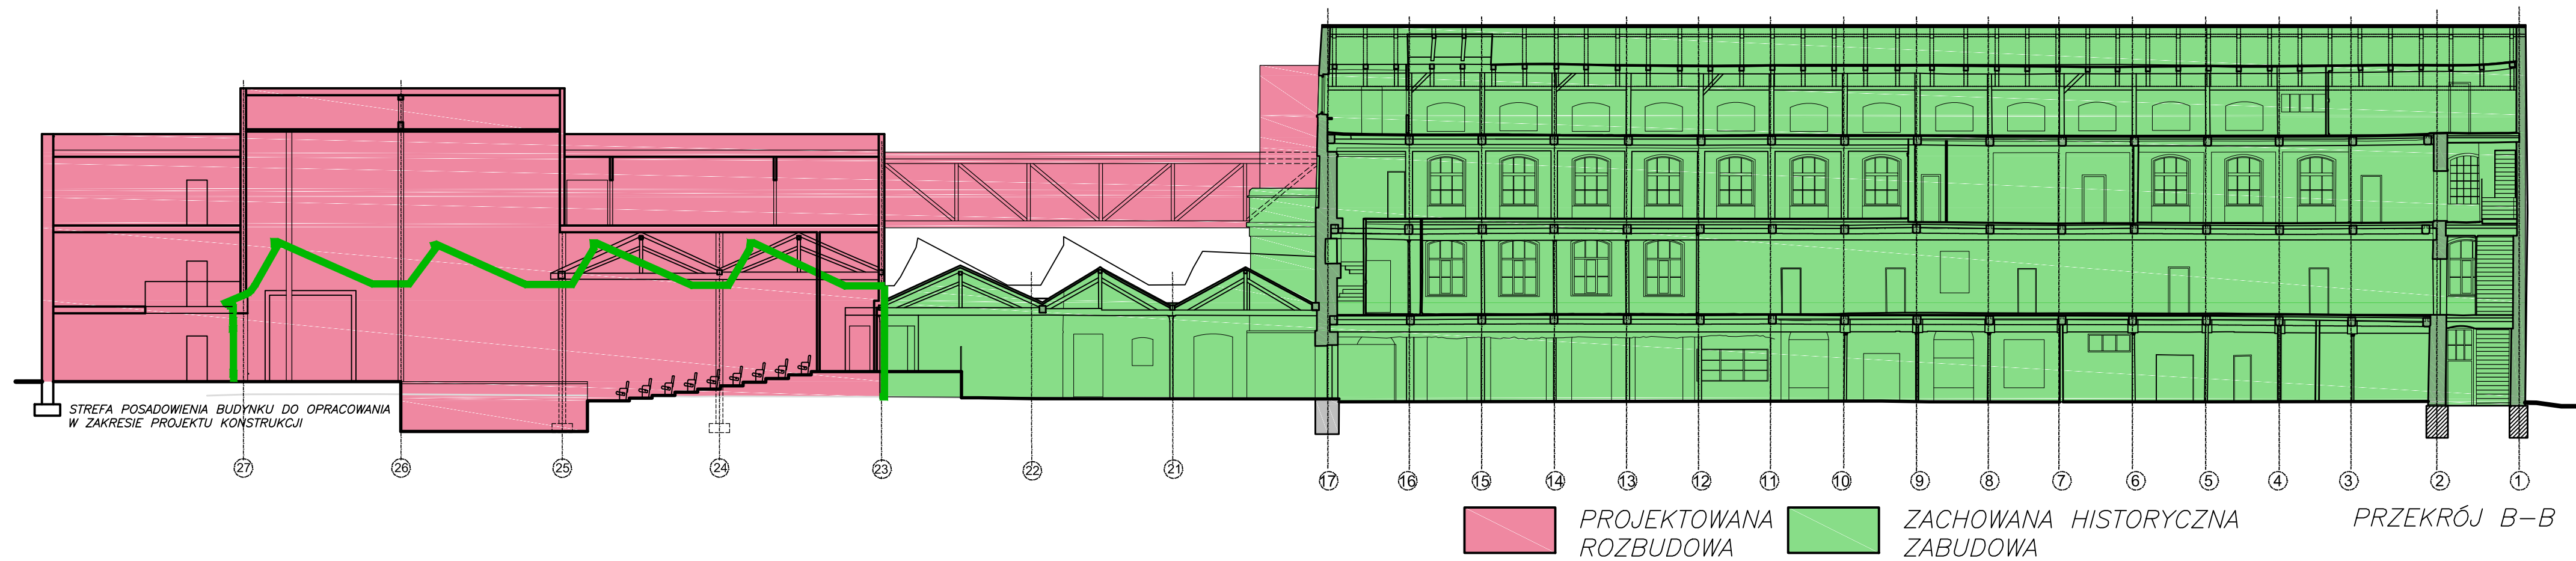 STREFA POSADOWIENIA BUDYNKU DO OPRACOWANIA
W ZAKRESIE PROJEKTU KONSTRUKCJI
27 26 25 24 23 22 21 17 16 15 14 13 12 11 10 9 8 7 6 5 4 3 2 1
PROJEKTOWANA
ROZBUDOWA
ZACHOWANA HISTORYCZNA
ZABUDOWA
PRZEKRÓJ B-B